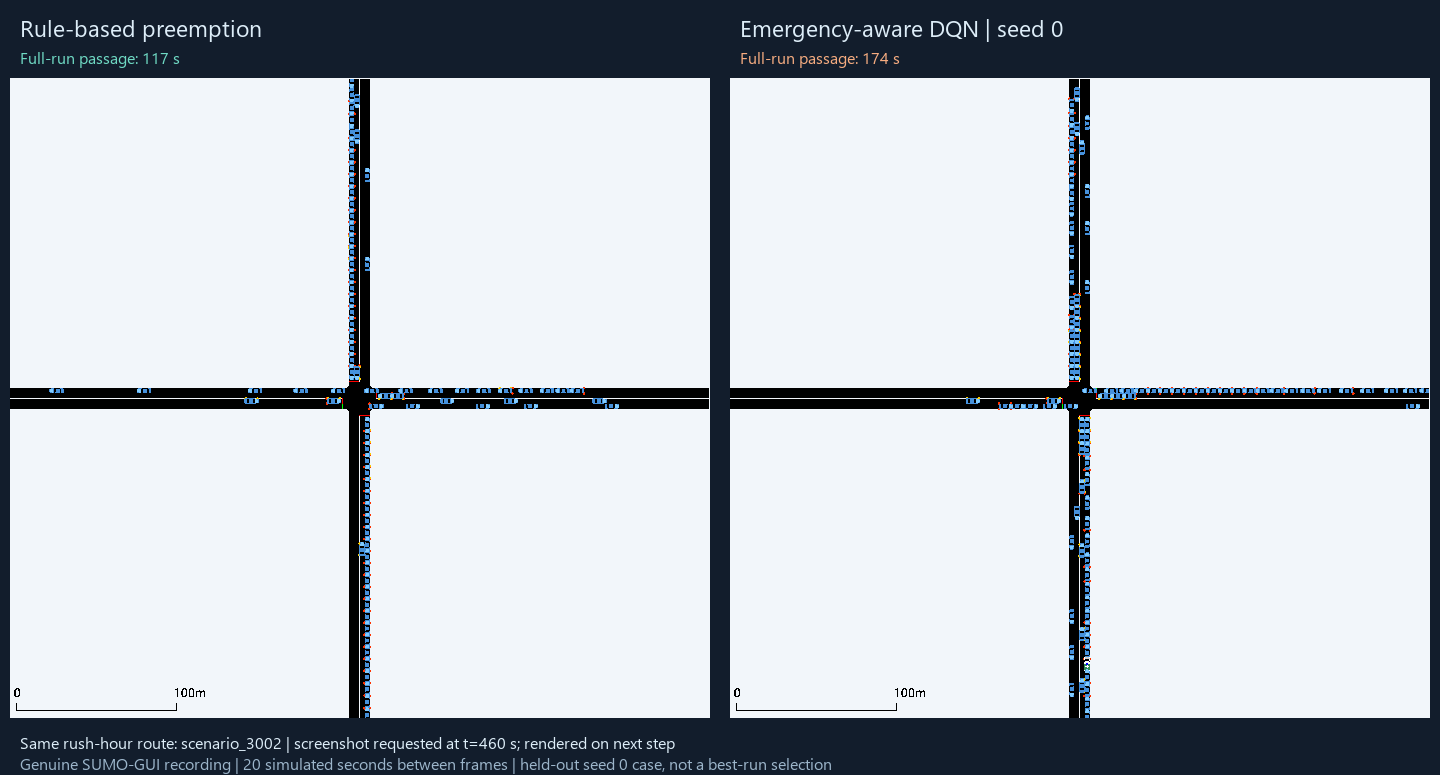 Rule-based preemption
Full-run passage: 117 s
Emergency-aware DQN | seed 0
Full-run passage: 174 s
0 100m
0 100m
Same rush-hour route: scenario_3002 | screenshot requested at t=460 s; rendered on next step
Genuine SUMO-GUI recording | 20 simulated seconds between frames | held-out seed 0 case, not a best-run selection